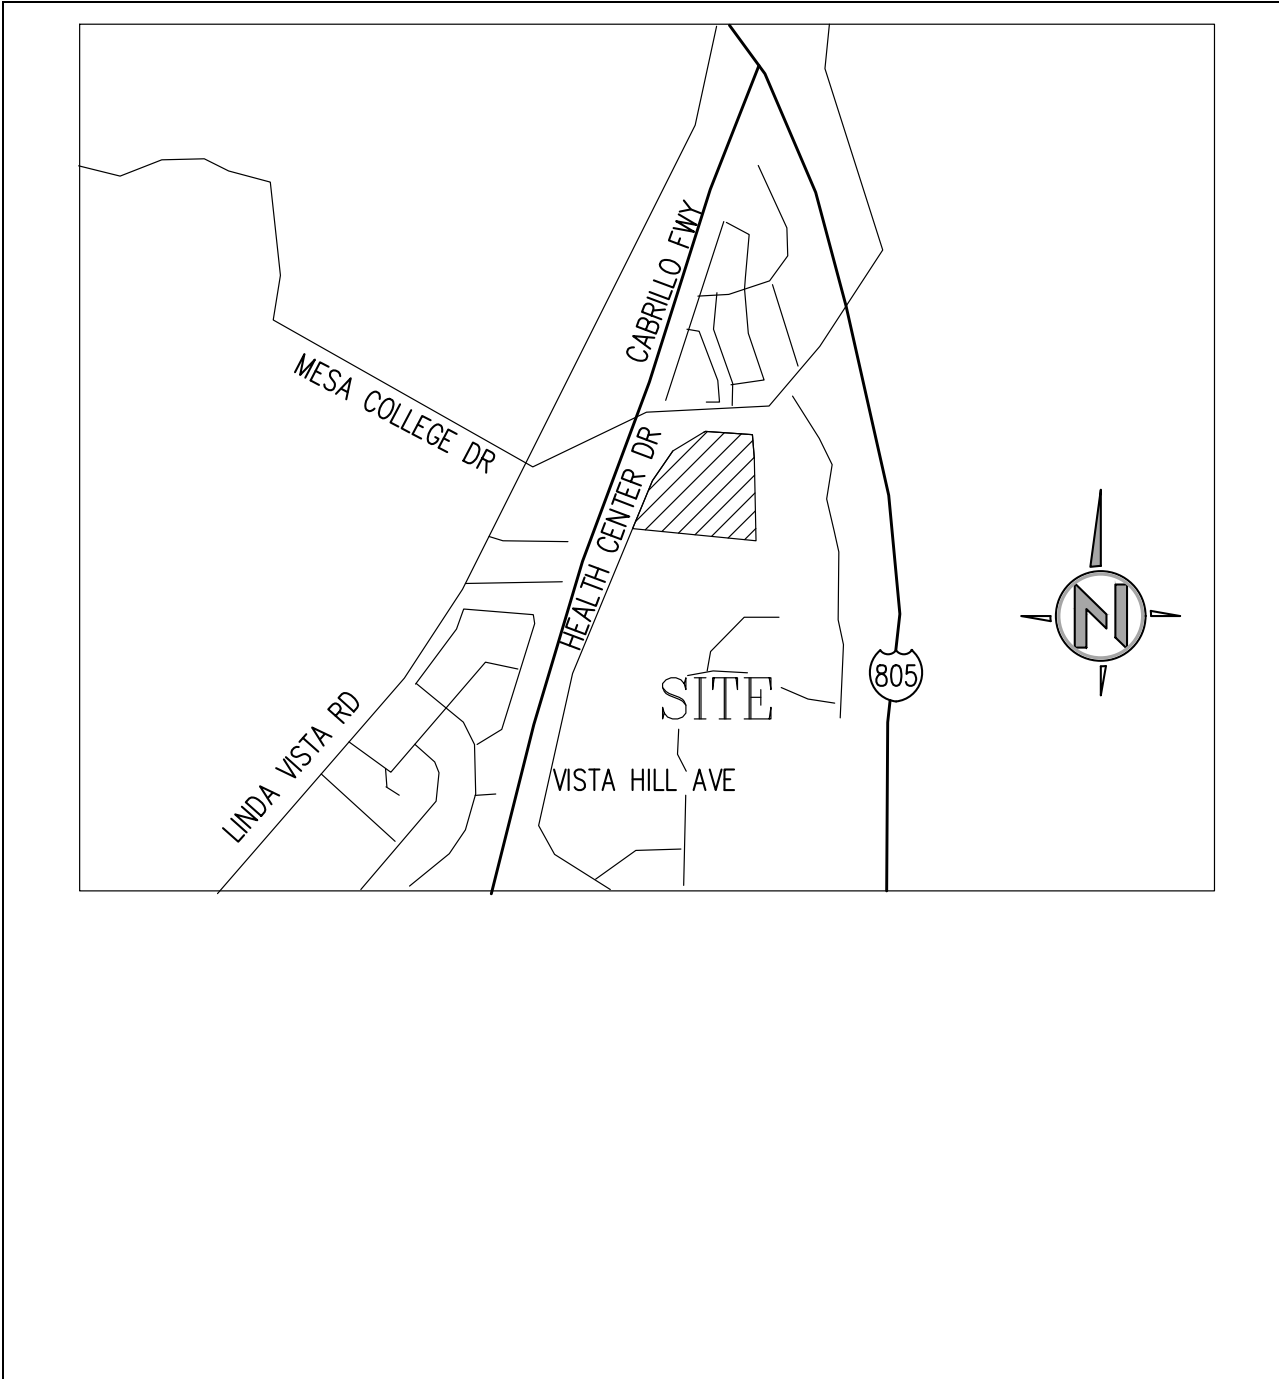 CABRILLO FWY
MESA COLLEGE DR
HEALTH CENTER DR
N
805
SITE
LINDA VISTA RD
VISTA HILL AVE